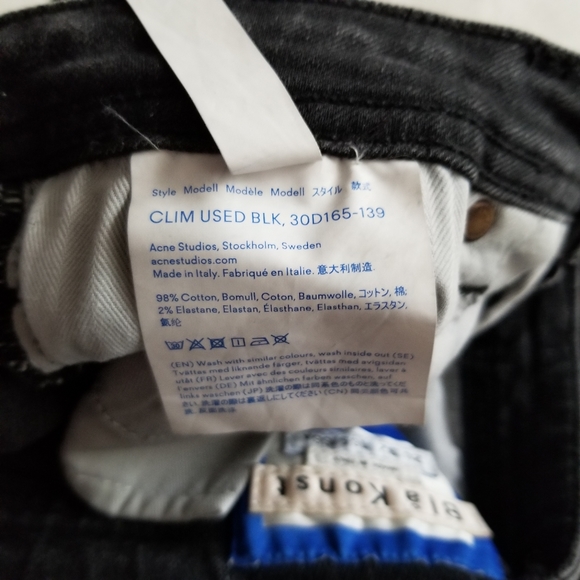 Style Modell Modèle Modell スタイル 款式
CLIM USED BLK, 30D165-139
Acne Studios, Stockholm, Sweden
acnestudios.com
Made in Italy. Fabriqué en Italie. 意大利制造.
98% Cotton, Bomull, Coton, Baumwolle, コットン, 棉,
2% Elastane, Elastan, Élasthane, Elasthan, エラスタン,
氨纶
(EN) Wash with similar colours, wash inside out (SE)
Tvättas med liknande färger, tvättas med avigsidan
utåt (FR) Laver avec des couleurs similaires, laver à
l'envers (DE) Mit ähnlichen farben waschen, auf
links waschen (JP)
Blå Konst